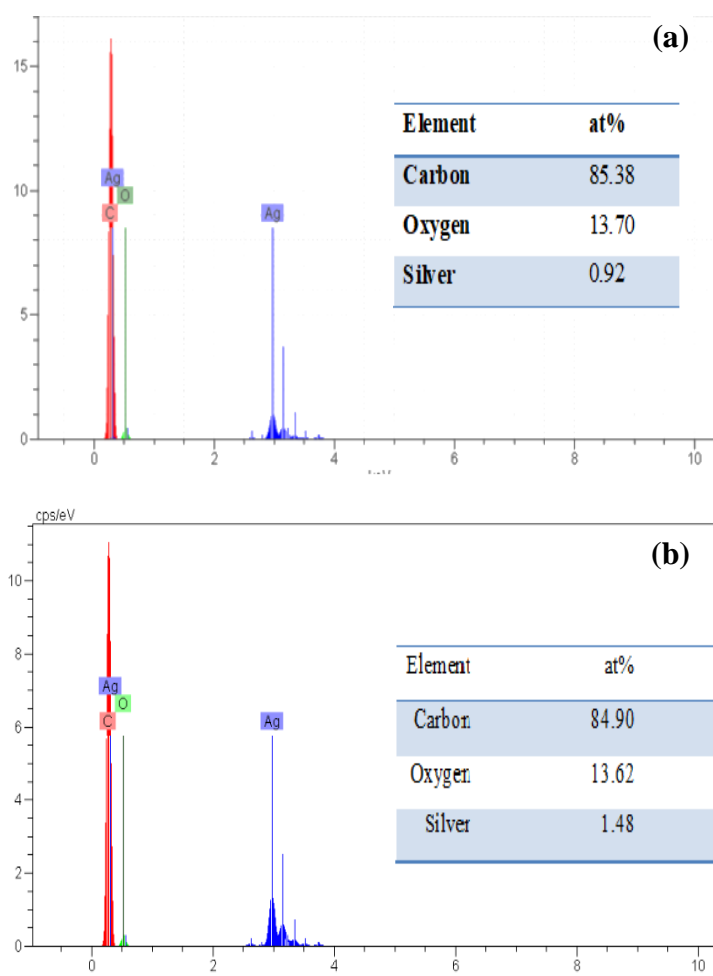 (a)
15
10
5
0
Ag
O
C
Ag
Element at%
Carbon 85.38
Oxygen 13.70
Silver 0.92
0 2 4 6 8 10
cps/eV
(b)
10
8
6
4
2
0
Ag
O
C
Ag
Element at%
Carbon 84.90
Oxygen 13.62
Silver 1.48
0 2 4 6 8 10